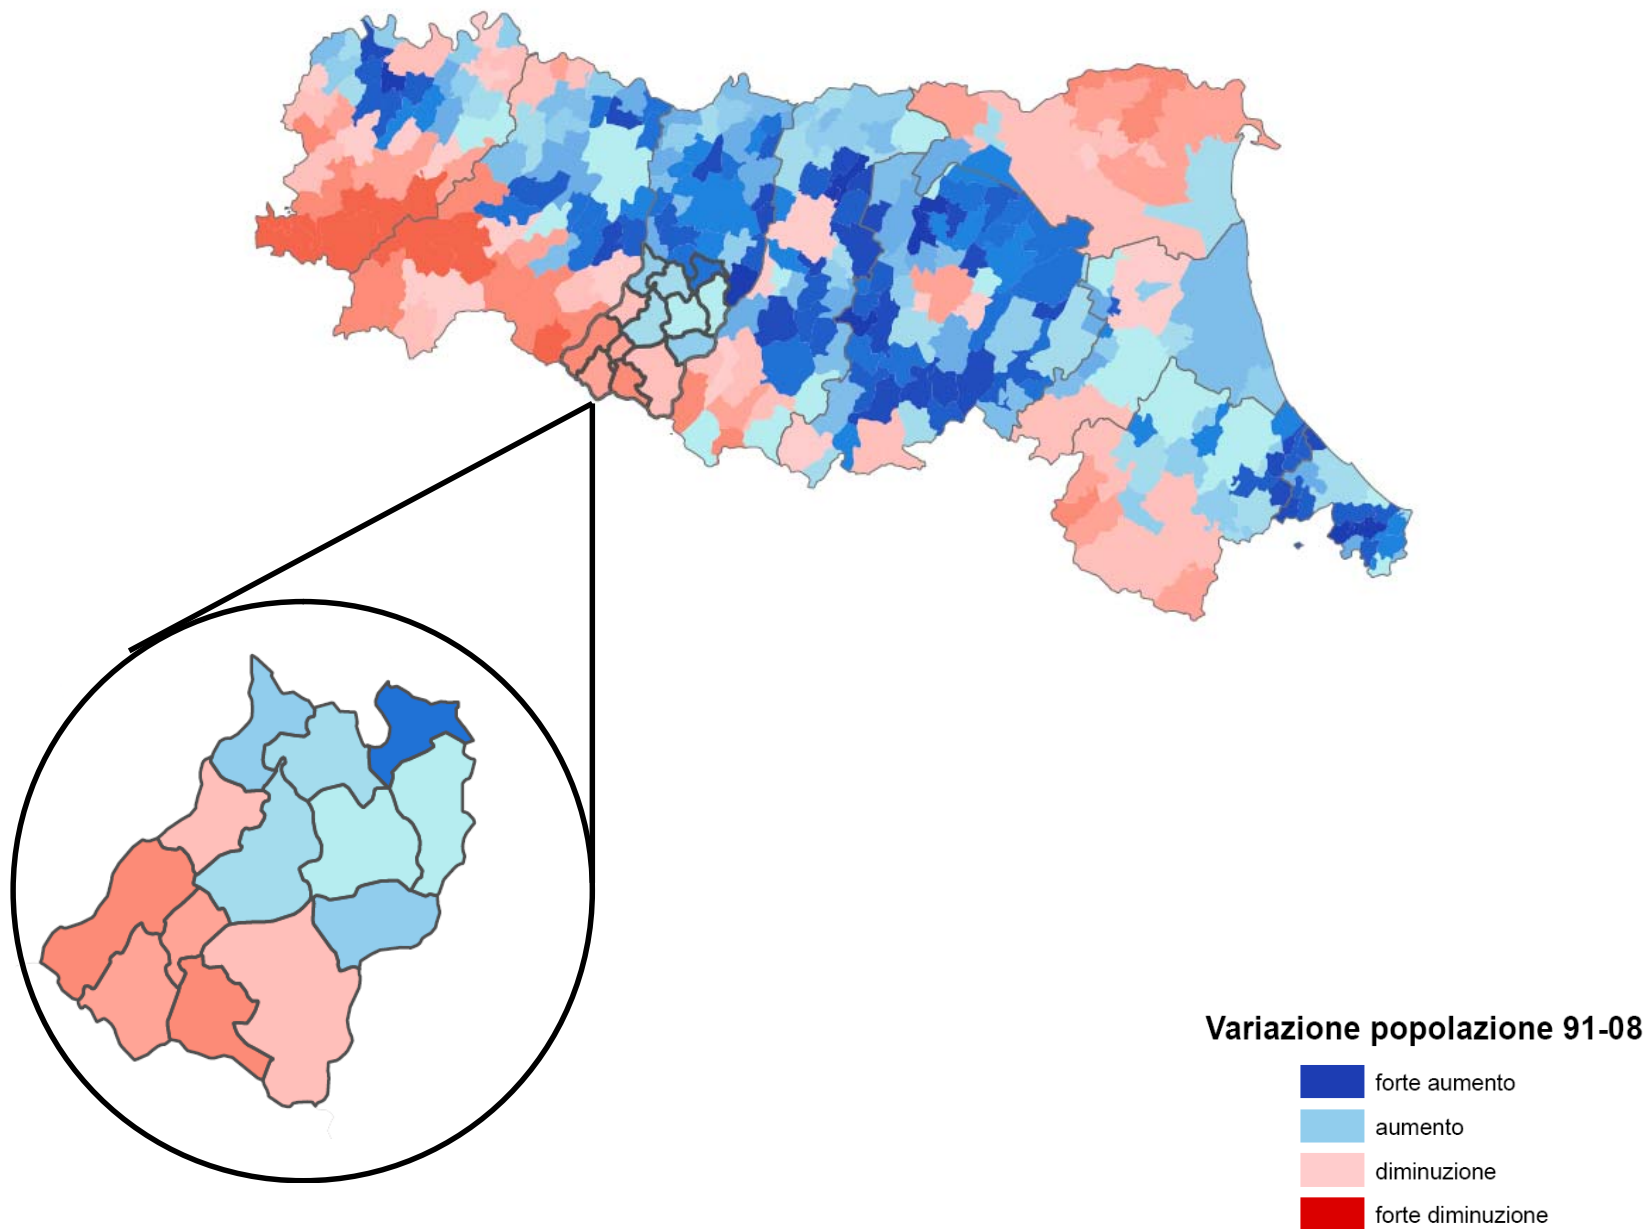 Variazione popolazione 91-08
forte aumento
aumento
diminuzione
forte diminuzione